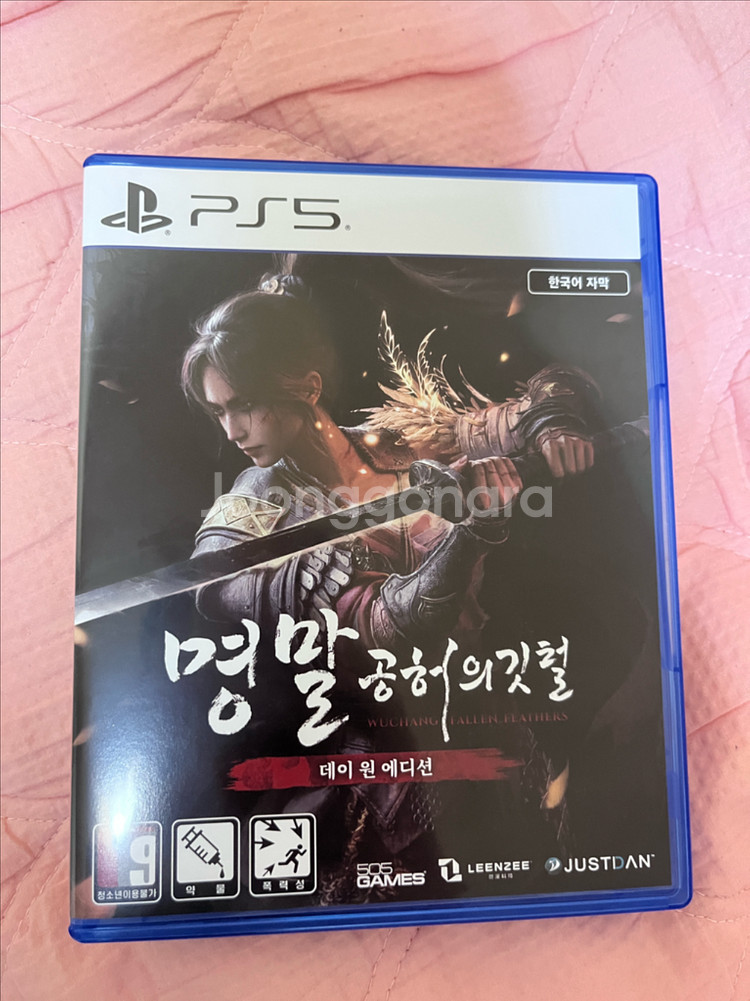 PS5
한국어 자막
Joonggonara
명말 공허의 깃털
WUCHANG FALLEN FEATHERS
데이 원 에디션
19
청소년이용불가
약물
폭력성
505 GAMES
LEENZEE
JUSTDAN